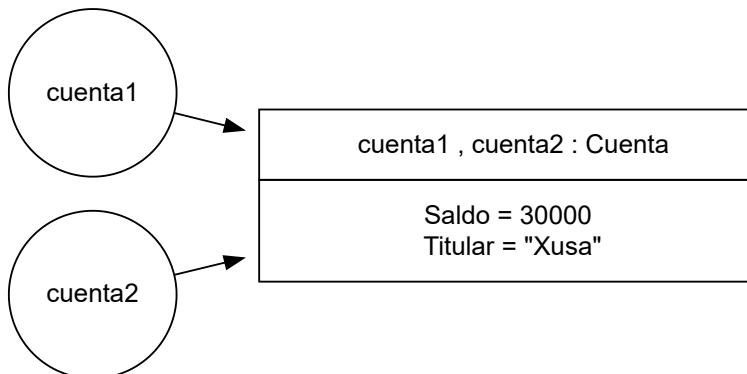 cuenta1
cuenta1 , cuenta2 : Cuenta
Saldo = 30000
Titular = "Xusa"
cuenta2